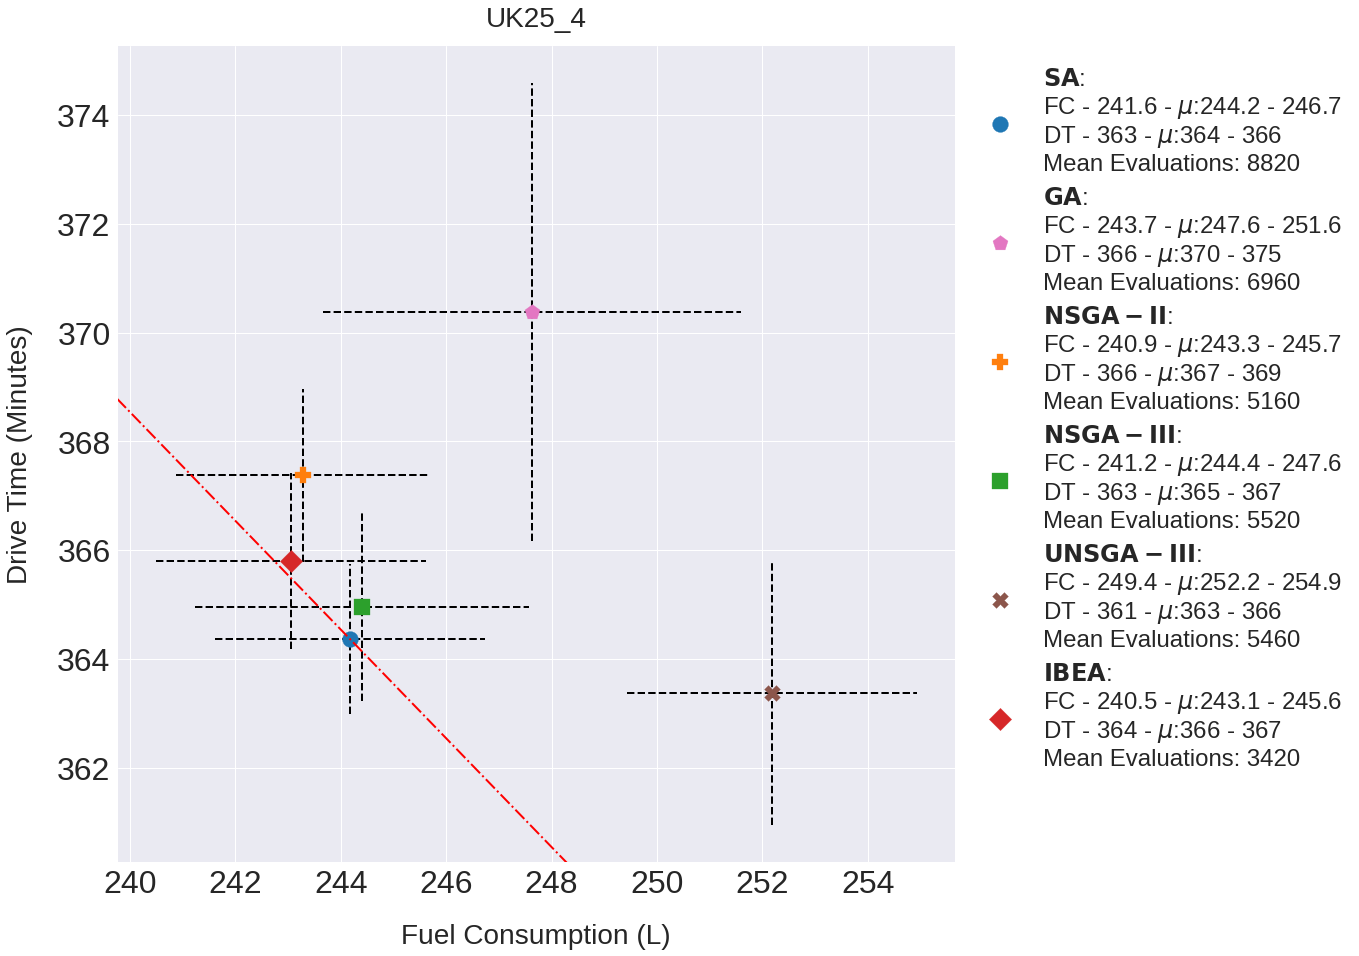 UK25_4
Drive Time (Minutes)
374
372
370
368
366
364
362
240 242 244 246 248 250 252 254
Fuel Consumption (L)
SA:
FC - 241.6 - μ:244.2 - 246.7
DT - 363 - μ:364 - 366
Mean Evaluations: 8820
GA:
FC - 243.7 - μ:247.6 - 251.6
DT - 366 - μ:370 - 375
Mean Evaluations: 6960
NSGA − II:
FC - 240.9 - μ:243.3 - 245.7
DT - 366 - μ:367 - 369
Mean Evaluations: 5160
NSGA − III:
FC - 241.2 - μ:244.4 - 247.6
DT - 363 - μ:365 - 367
Mean Evaluations: 5520
UNSGA − III:
FC - 249.4 - μ:252.2 - 254.9
DT - 361 - μ:363 - 366
Mean Evaluations: 5460
IBEA:
FC - 240.5 - μ:243.1 - 245.6
DT - 364 - μ:366 - 367
Mean Evaluations: 3420